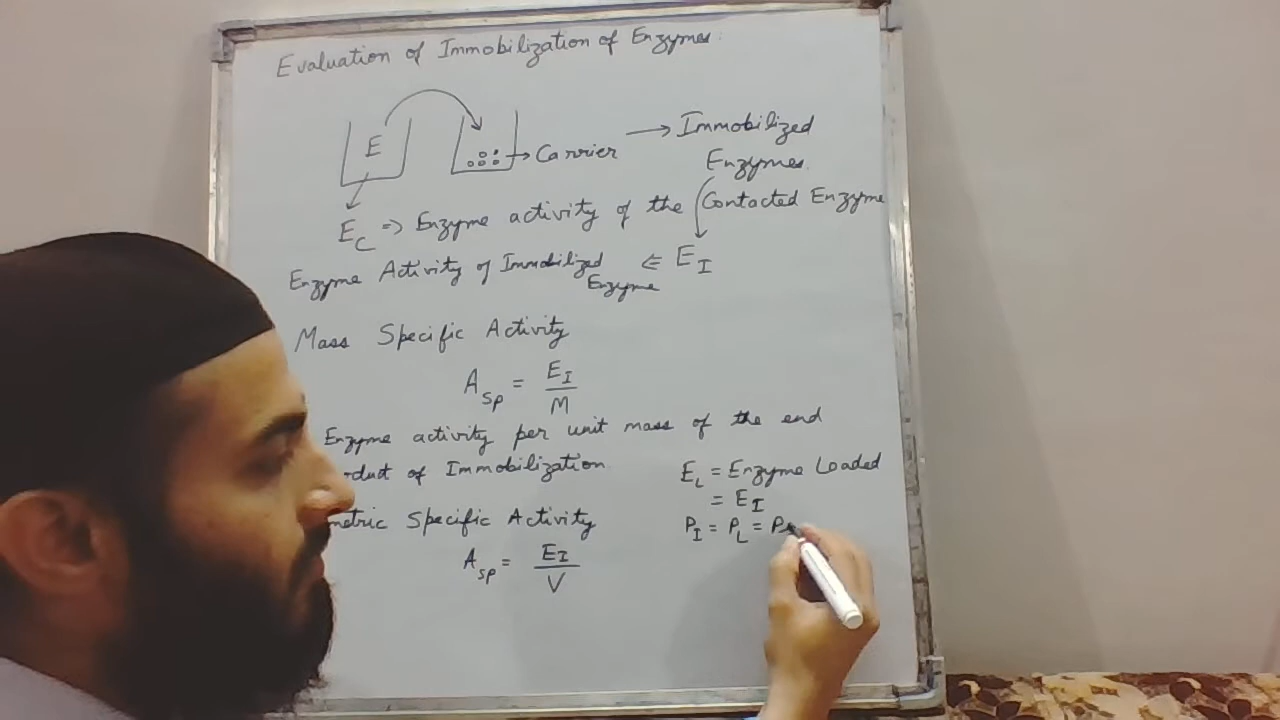 Evaluation of Immobilization of Enzymes.
E
→ Carrier → Immobilized
Enzymes.
E_C => Enzyme activity of the Contacted Enzyme
Enzyme Activity of Immobilized Enzyme ⇐ E_I
Mass Specific Activity
A_sp = E_I / M
Enzyme activity per unit mass of the end
oduct of Immobilization
E_L = Enzyme Loaded
= E_I
metric Specific Activity
P_I = P_L = P
A_sp = E_I / V